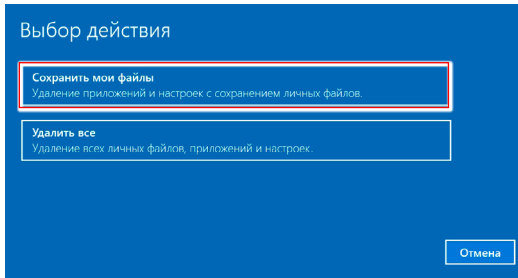 Выбор действия
Сохранить мои файлы
Удаление приложений и настроек с сохранением личных файлов.
Удалить все
Удаление всех личных файлов, приложений и настроек.
Отмена